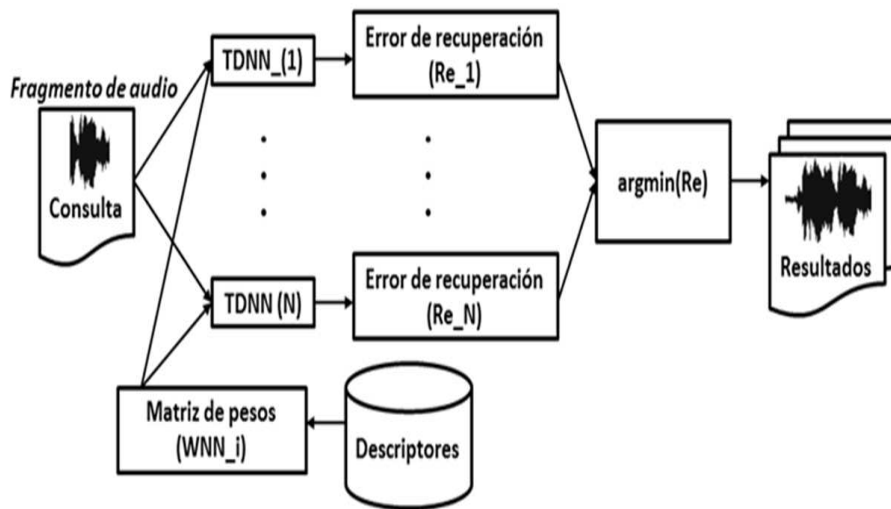 Fragmento de audio
Consulta
TDNN_(1)
Error de recuperación
(Re_1)
TDNN (N)
Error de recuperación
(Re_N)
argmin(Re)
Resultados
Matriz de pesos
(WNN_i)
Descriptores